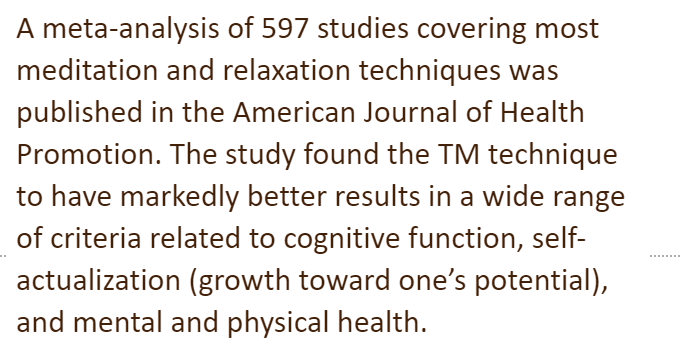 A meta-analysis of 597 studies covering most
meditation and relaxation techniques was
published in the American Journal of Health
Promotion. The study found the TM technique
to have markedly better results in a wide range
of criteria related to cognitive function, self-
actualization (growth toward one’s potential),
and mental and physical health.